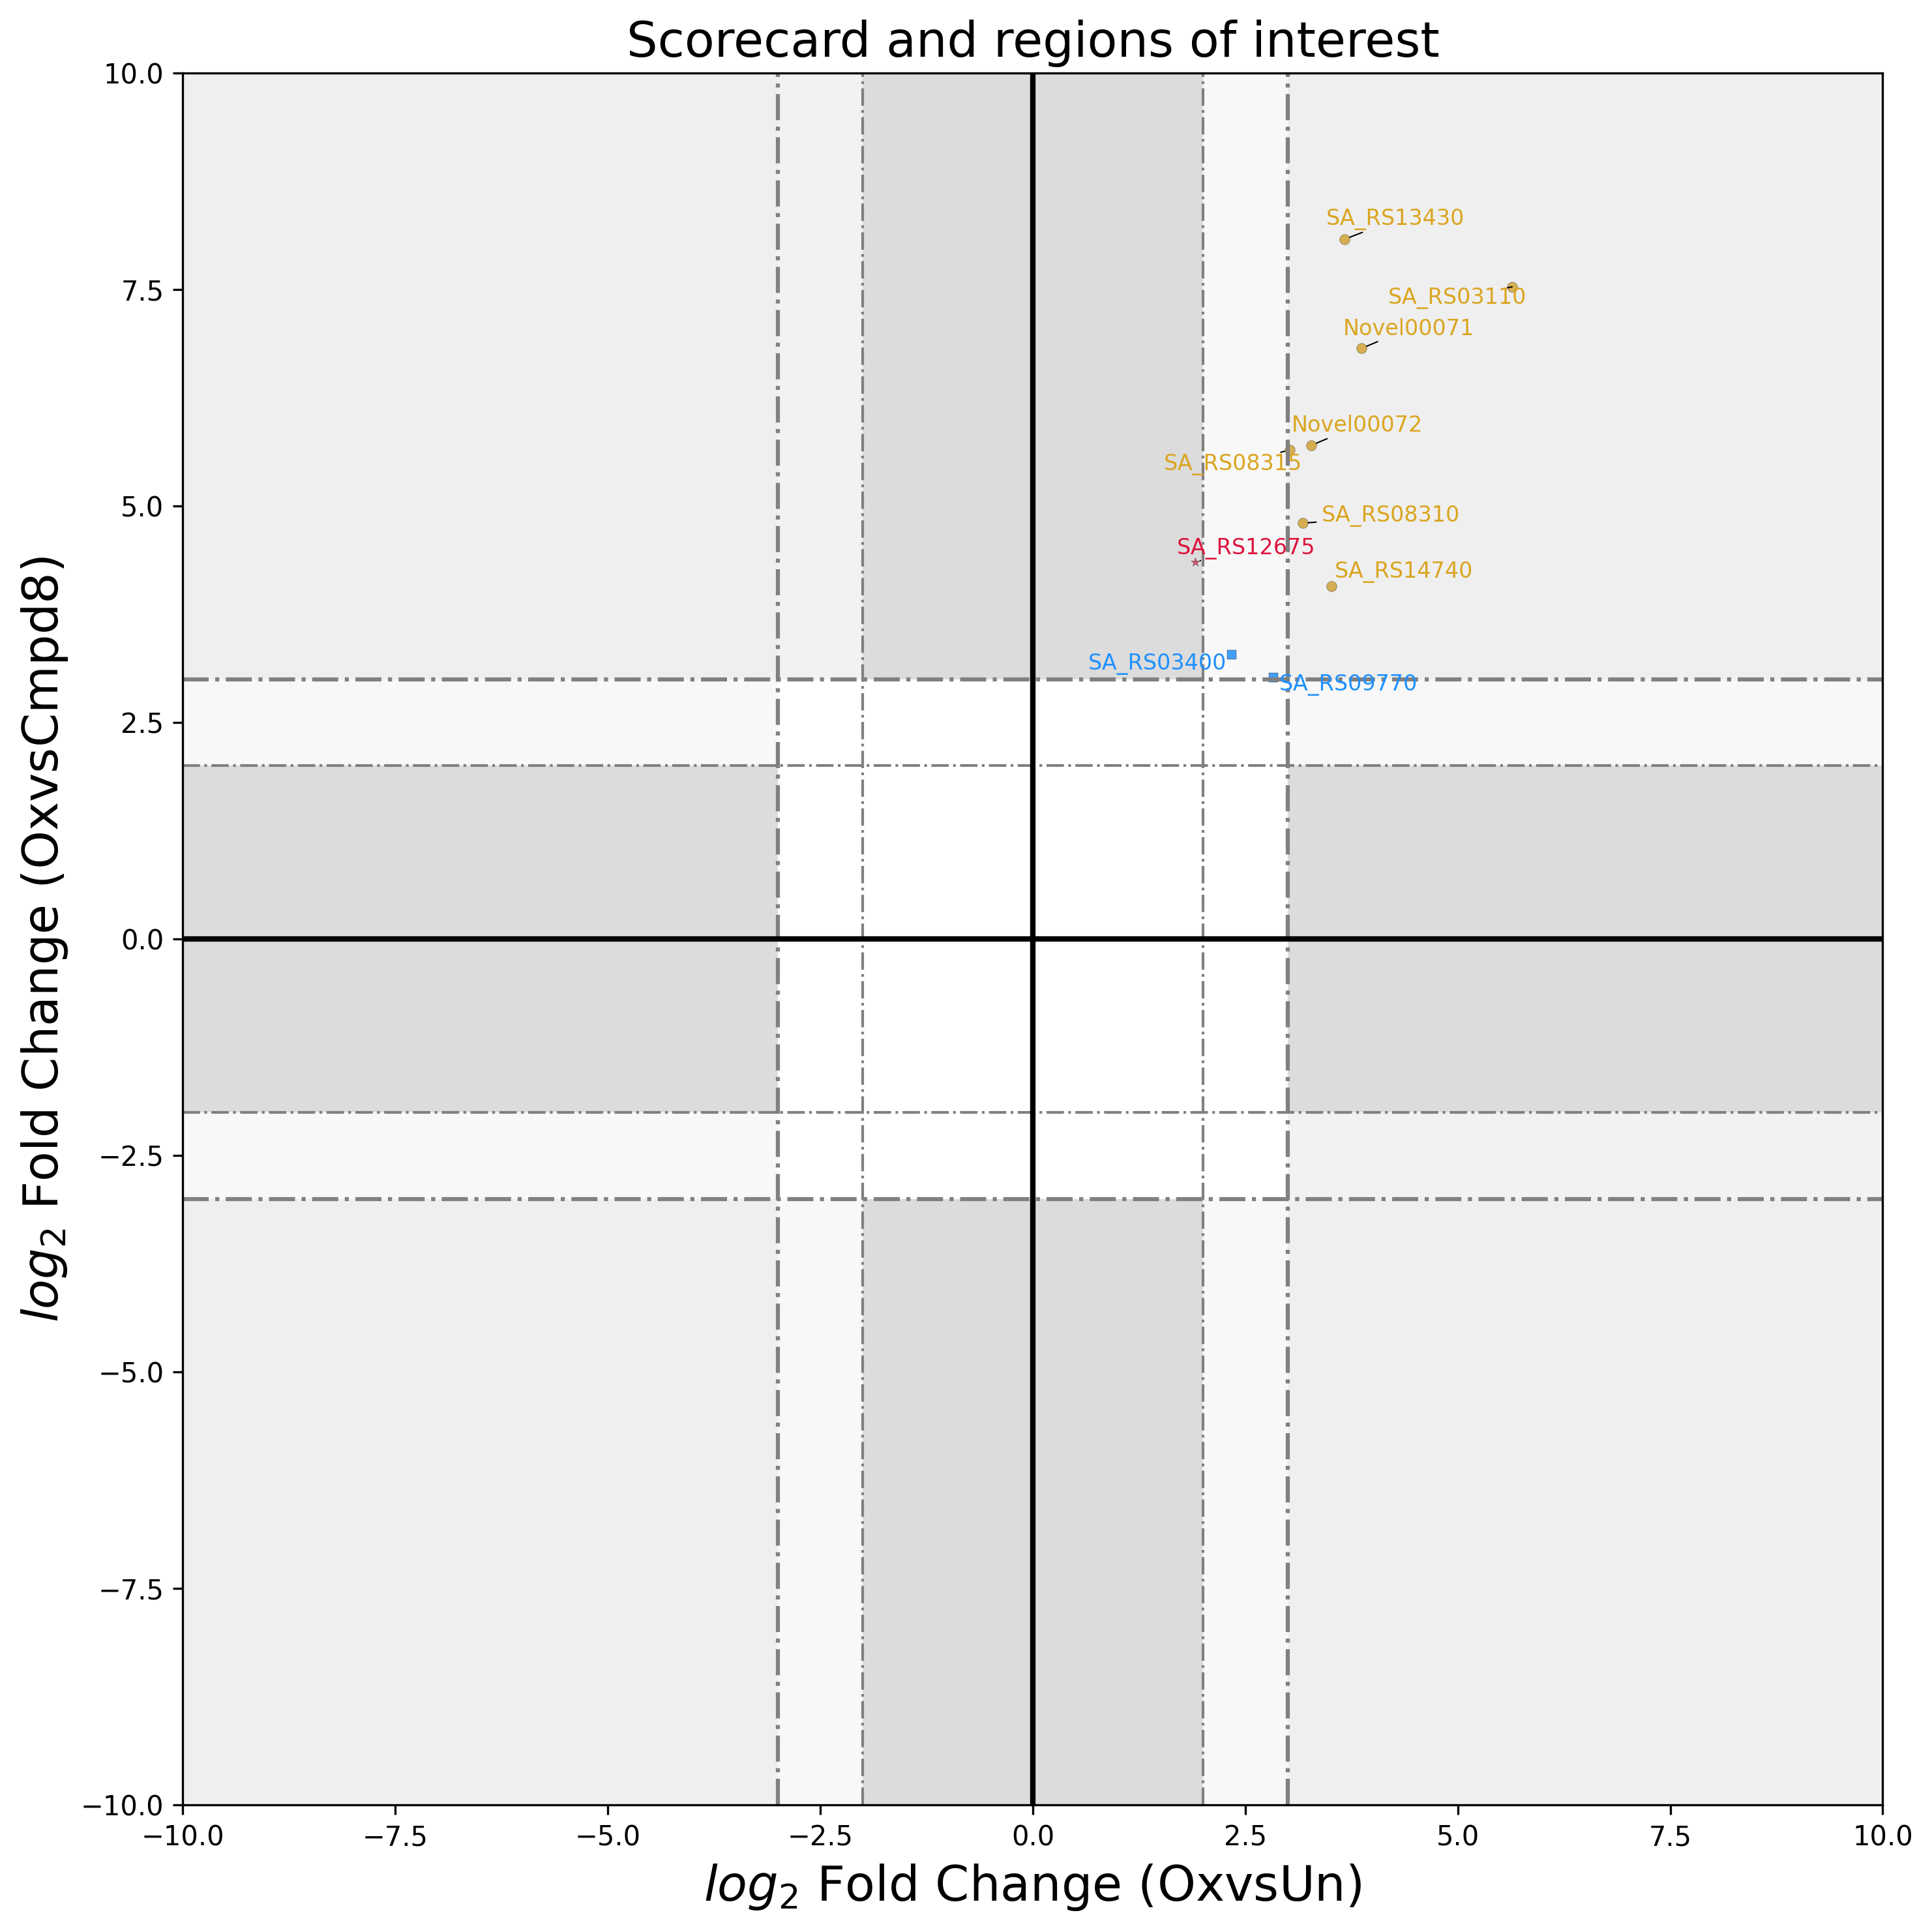 Scorecard and regions of interest
log2 Fold Change (OxvsCmpd8)
10.0
7.5
5.0
2.5
0.0
−2.5
−5.0
−7.5
−10.0
SA_RS13430
SA_RS03110
Novel00071
Novel00072
SA_RS08315
SA_RS08310
SA_RS12675
SA_RS14740
SA_RS03400
SA_RS09770
−10.0
−7.5
−5.0
−2.5
0.0
2.5
5.0
7.5
10.0
log2 Fold Change (OxvsUn)